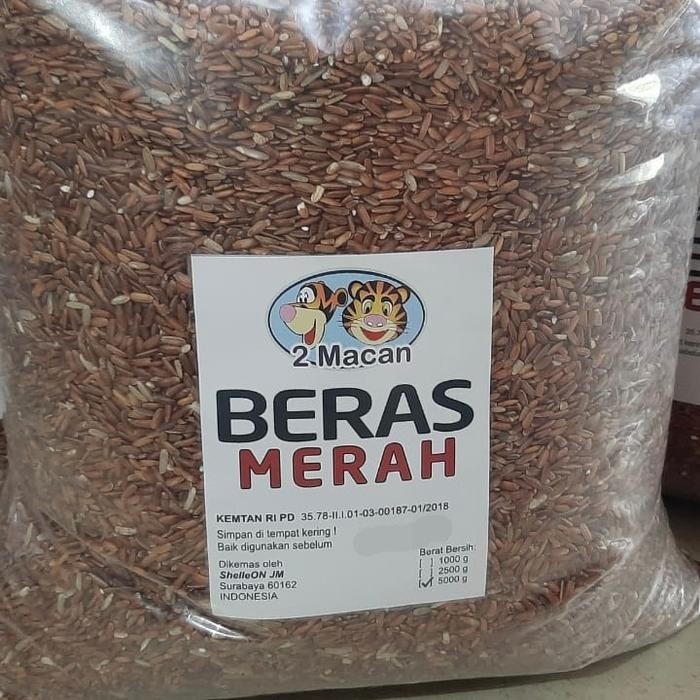 2 Macan
BERAS
MERAH
KEMTAN RI PD 35.78-II.I.01-03-00187-01/2018
Simpan di tempat kering !
Baik digunakan sebelum
Dikemas oleh
ShelleON JM
Surabaya 60162
INDONESIA
Berat Bersih:
[ ] 1000 g
[ ] 2500 g
[✓] 5000 g